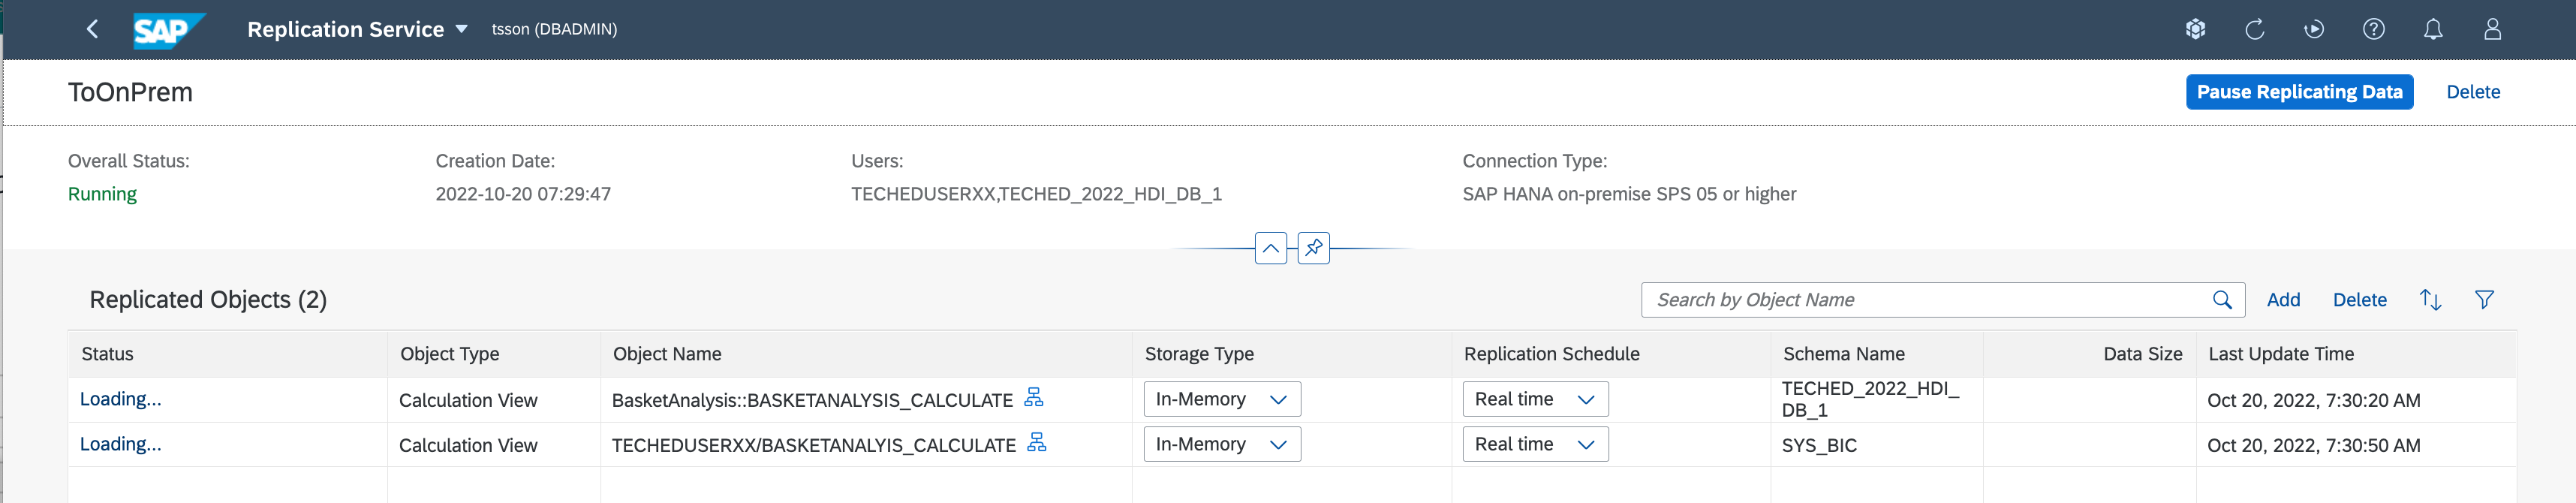 SAP Replication Service tsson (DBADMIN)
ToOnPrem Pause Replicating Data Delete
Overall Status: Creation Date: Users: Connection Type:
Running 2022-10-20 07:29:47 TECHEDUSERXX,TECHED_2022_HDI_DB_1 SAP HANA on-premise SPS 05 or higher
Replicated Objects (2) Search by Object Name Add Delete
Status Object Type Object Name Storage Type Replication Schedule Schema Name Data Size Last Update Time
Loading... Calculation View BasketAnalysis::BASKETANALYSIS_CALCULATE In-Memory Real time TECHED_2022_HDI_
DB_1 Oct 20, 2022, 7:30:20 AM
Loading... Calculation View TECHEDUSERXX/BASKETANALYIS_CALCULATE In-Memory Real time SYS_BIC Oct 20, 2022, 7:30:50 AM